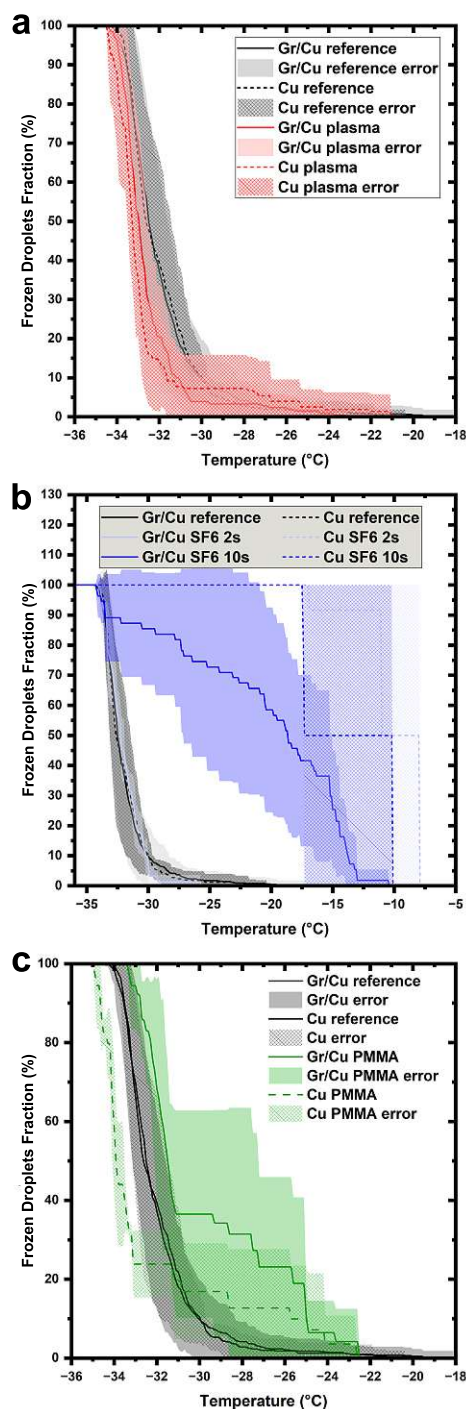 a
100
90
80
70
60
50
40
30
20
10
0
Frozen Droplets Fraction (%)
Gr/Cu reference
Gr/Cu reference error
Cu reference
Cu reference error
Gr/Cu plasma
Gr/Cu plasma error
Cu plasma
Cu plasma error
−36 −34 −32 −30 −28 −26 −24 −22 −20 −18
Temperature (°C)
b
130
120
110
100
90
80
70
60
50
40
30
20
10
0
Frozen Droplets Fraction (%)
Gr/Cu reference Cu reference
Gr/Cu SF6 2s Cu SF6 2s
Gr/Cu SF6 10s Cu SF6 10s
−35 −30 −25 −20 −15 −10 −5
Temperature (°C)
c
100
80
60
40
20
0
Frozen Droplets Fraction (%)
Gr/Cu reference
Gr/Cu error
Cu reference
Cu error
Gr/Cu PMMA
Gr/Cu PMMA error
Cu PMMA
Cu PMMA error
−36 −34 −32 −30 −28 −26 −24 −22 −20 −18
Temperature (°C)